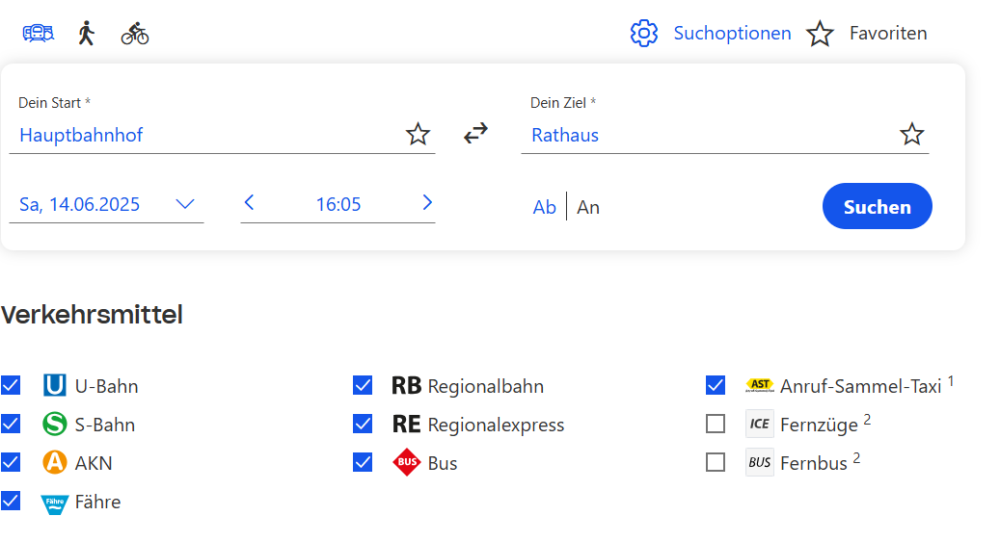 Suchoptionen Favoriten
Dein Start * Dein Ziel *
Hauptbahnhof Rathaus
Sa, 14.06.2025 16:05 Ab An Suchen
Verkehrsmittel
U U-Bahn RB Regionalbahn AST Anruf-Sammel-Taxi 1
S S-Bahn RE Regionalexpress ICE Fernzüge 2
A AKN BUS Bus BUS Fernbus 2
Fähre Fähre